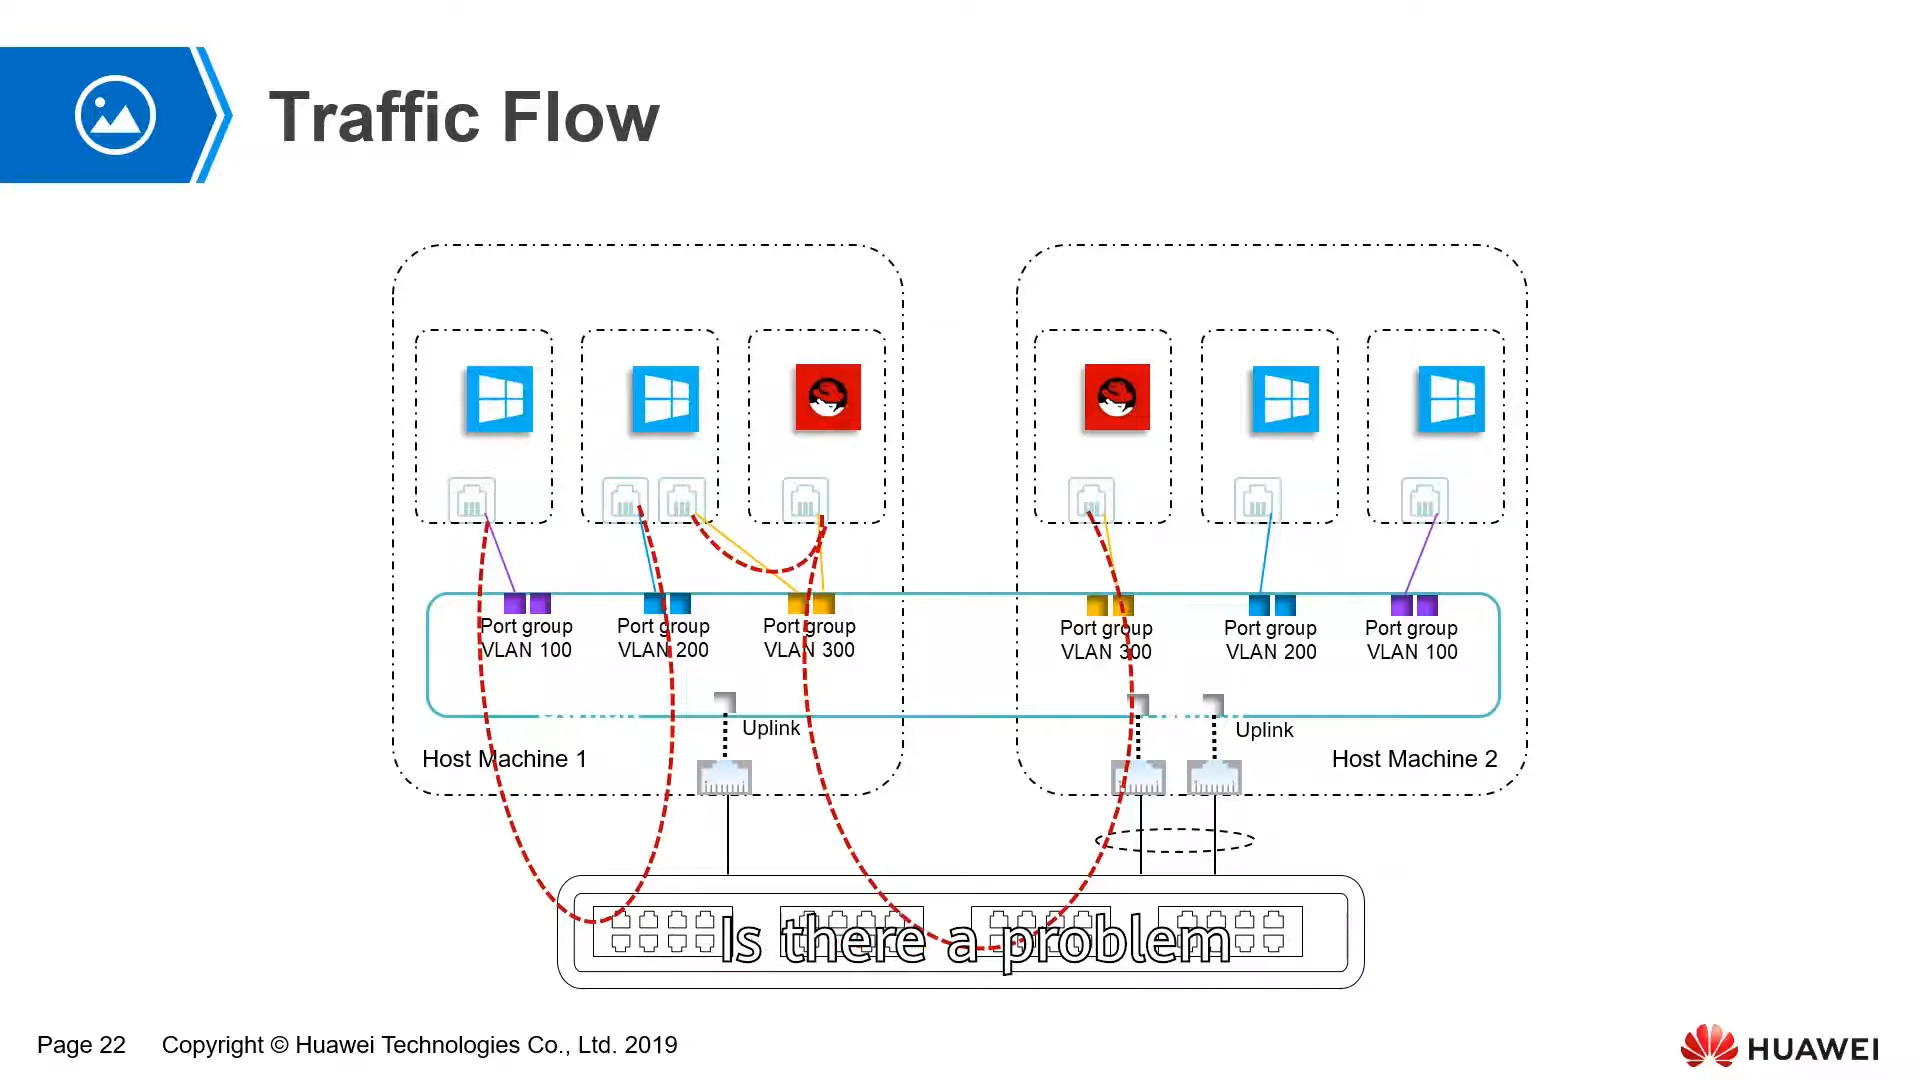 Traffic Flow
Port group
VLAN 100
Port group
VLAN 200
Port group
VLAN 300
Port group
VLAN 300
Port group
VLAN 200
Port group
VLAN 100
Uplink
Uplink
Host Machine 1
Host Machine 2
Is there a problem
Page 22
Copyright © Huawei Technologies Co., Ltd. 2019
HUAWEI